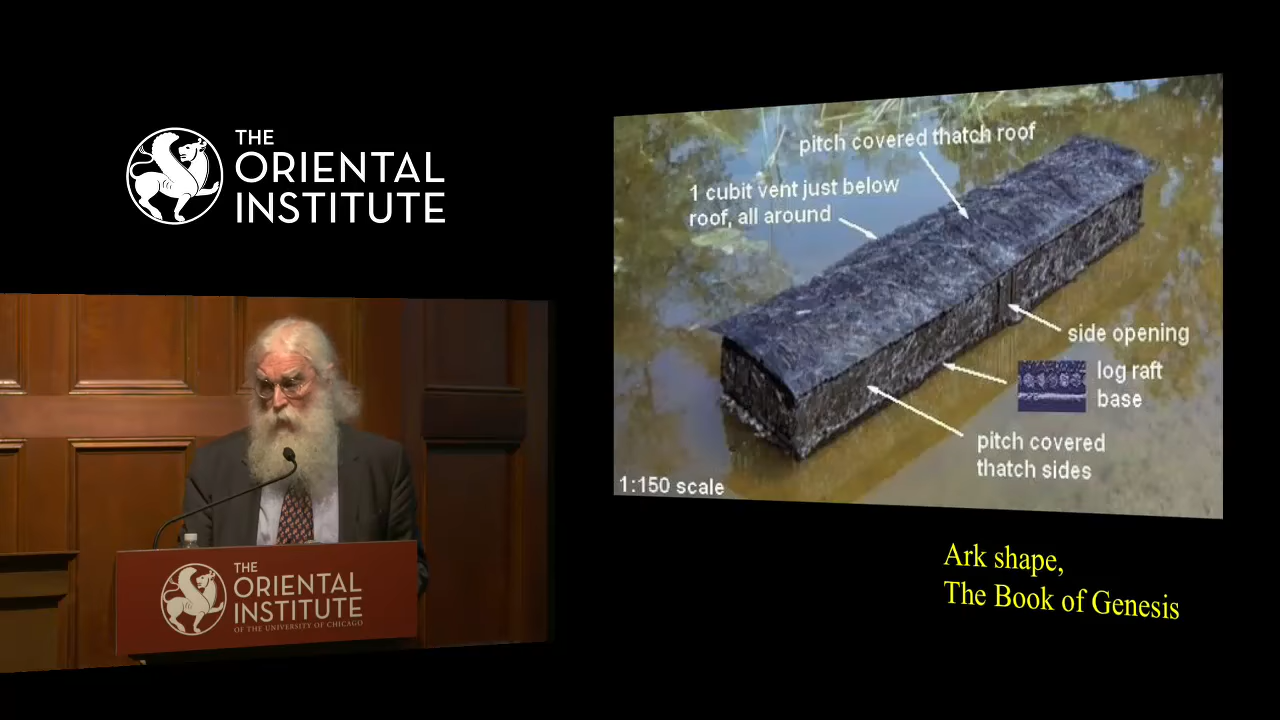 THE
ORIENTAL
INSTITUTE
THE
ORIENTAL
INSTITUTE
OF THE UNIVERSITY OF CHICAGO
pitch covered thatch roof
1 cubit vent just below
roof, all around
side opening
log raft
base
pitch covered
thatch sides
1:150 scale
Ark shape,
The Book of Genesis